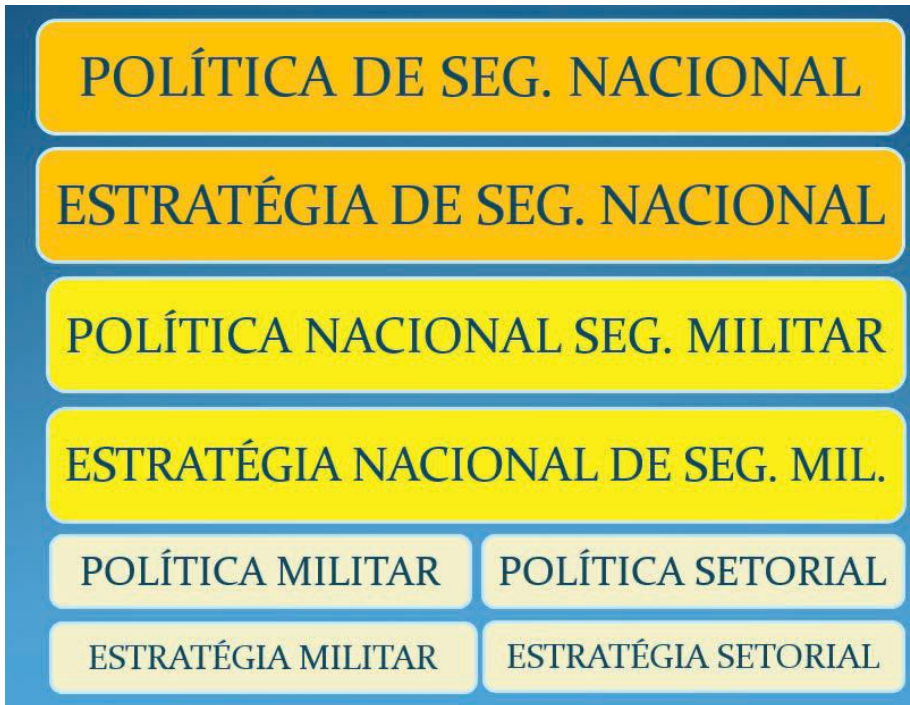 POLÍTICA DE SEG. NACIONAL
ESTRATÉGIA DE SEG. NACIONAL
POLÍTICA NACIONAL SEG. MILITAR
ESTRATÉGIA NACIONAL DE SEG. MIL.
POLÍTICA MILITAR
POLÍTICA SETORIAL
ESTRATÉGIA MILITAR
ESTRATÉGIA SETORIAL